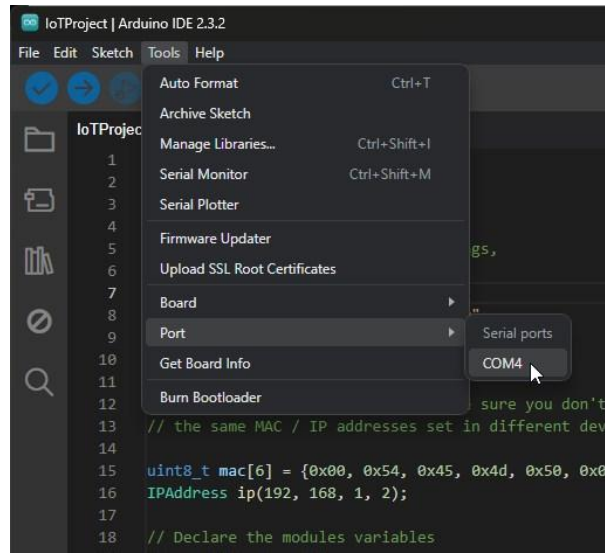 IoTProject | Arduino IDE 2.3.2
File Edit Sketch Tools Help
Auto Format Ctrl+T
Archive Sketch
IoTProjec
Manage Libraries... Ctrl+Shift+I
1
Serial Monitor Ctrl+Shift+M
2
Serial Plotter
3
4
Firmware Updater
5 gs,
Upload SSL Root Certificates
6
7
Board
8 "
Port Serial ports
9
10 Get Board Info COM4
11
Burn Bootloader
12 sure you don't
13 // the same MAC / IP addresses set in different dev
14
15 uint8_t mac[6] = {0x00, 0x54, 0x45, 0x4d, 0x50, 0x0
16 IPAddress ip(192, 168, 1, 2);
17
18 // Declare the modules variables